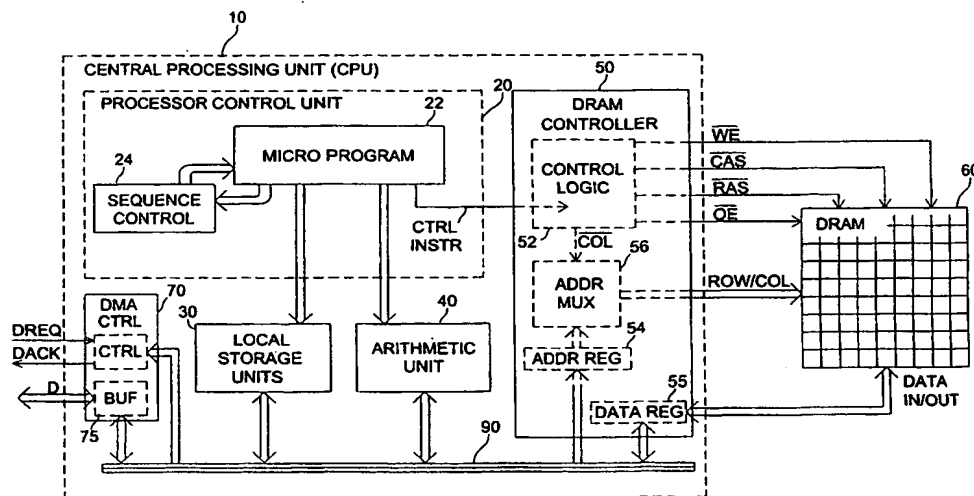 10
CENTRAL PROCESSING UNIT (CPU)
PROCESSOR CONTROL UNIT
20
22
MICRO PROGRAM
24
SEQUENCE CONTROL
CTRL INSTR
50
DRAM CONTROLLER
CONTROL LOGIC
52
COL
56
ADDR MUX
54
ADDR REG
55
DATA REG
WE
CAS
RAS
OE
ROW/COL
60
DRAM
DATA IN/OUT
70
DMA CTRL
DREQ
DACK
CTRL
D
BUF
75
30
LOCAL STORAGE UNITS
40
ARITHMETIC UNIT
90